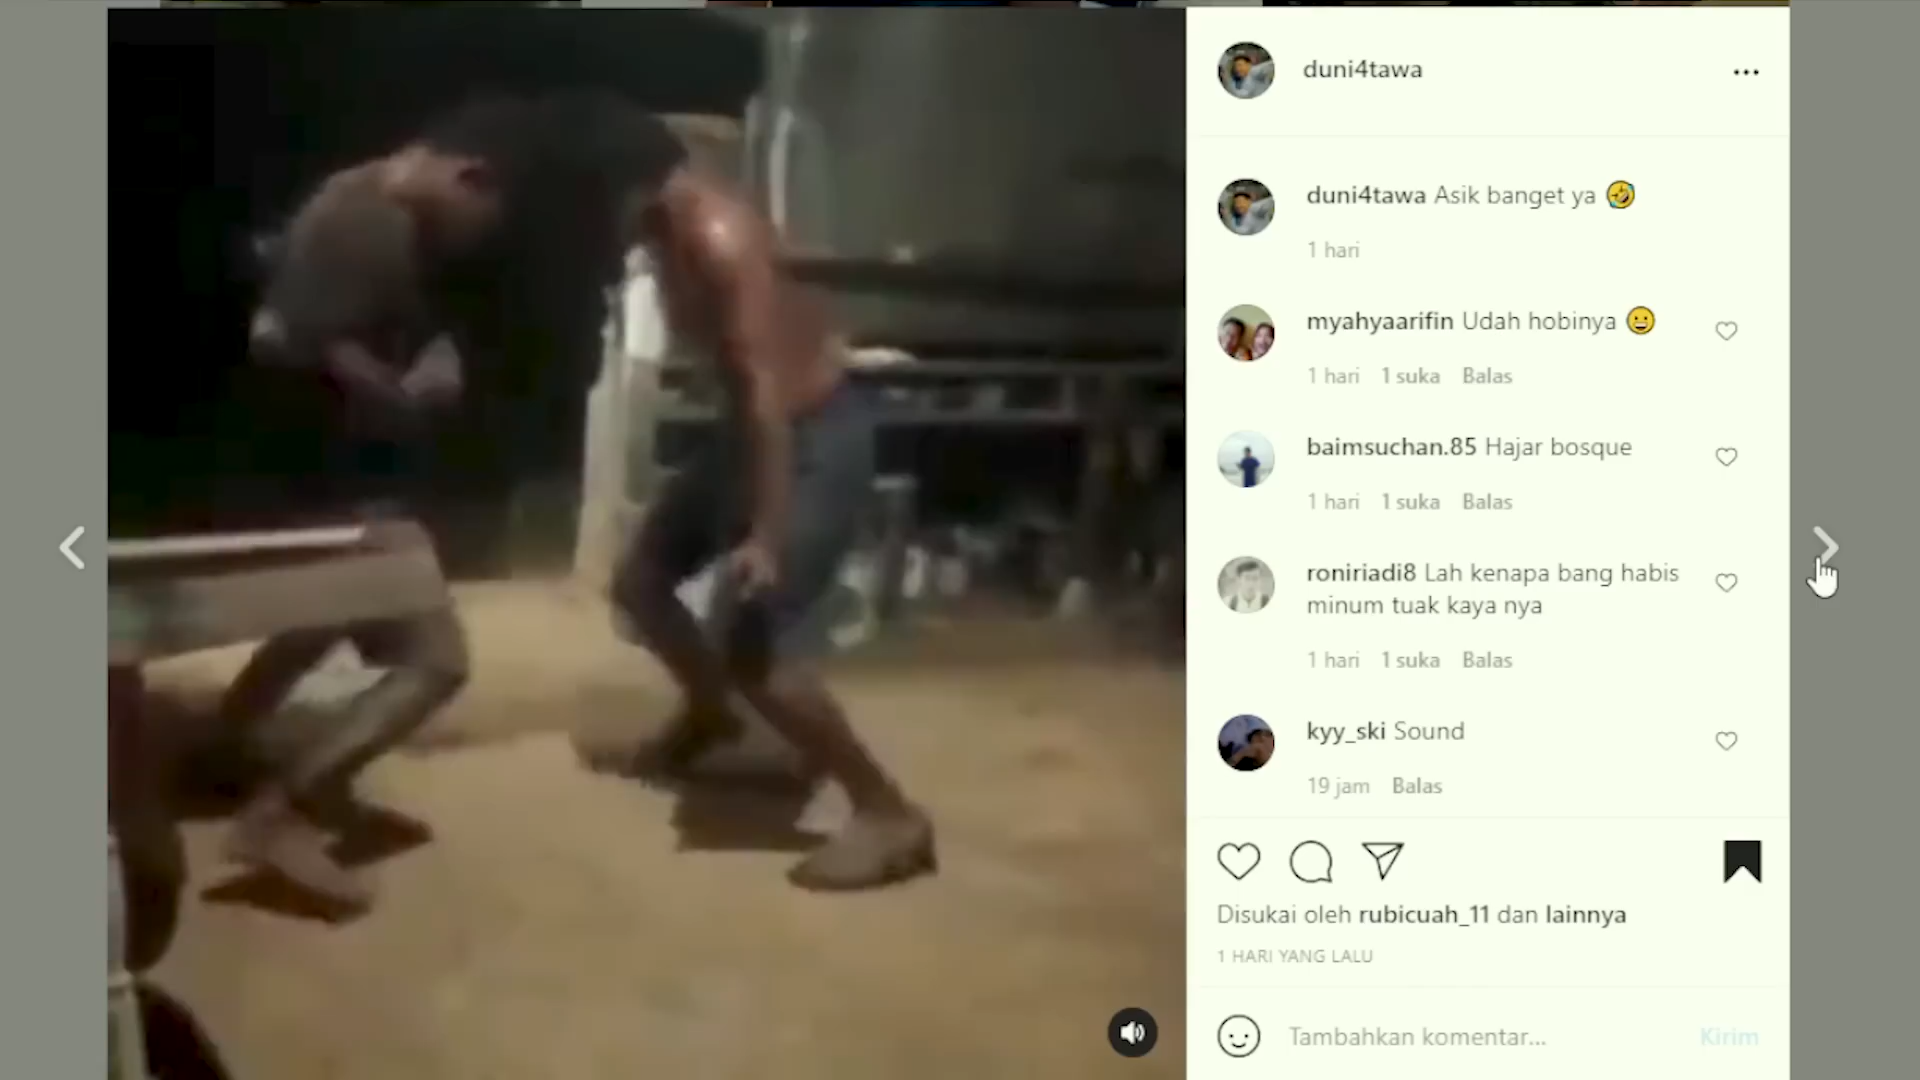 duni4tawa
duni4tawa Asik banget ya 🤣
1 hari
myahyaarifin Udah hobinya 😀
1 hari 1 suka Balas
baimsuchan.85 Hajar bosque
1 hari 1 suka Balas
roniriadi8 Lah kenapa bang habis
minum tuak kaya nya
1 hari 1 suka Balas
kyy_ski Sound
19 jam Balas
Disukai oleh rubicuah_11 dan lainnya
1 HARI YANG LALU
Tambahkan komentar... Kirim